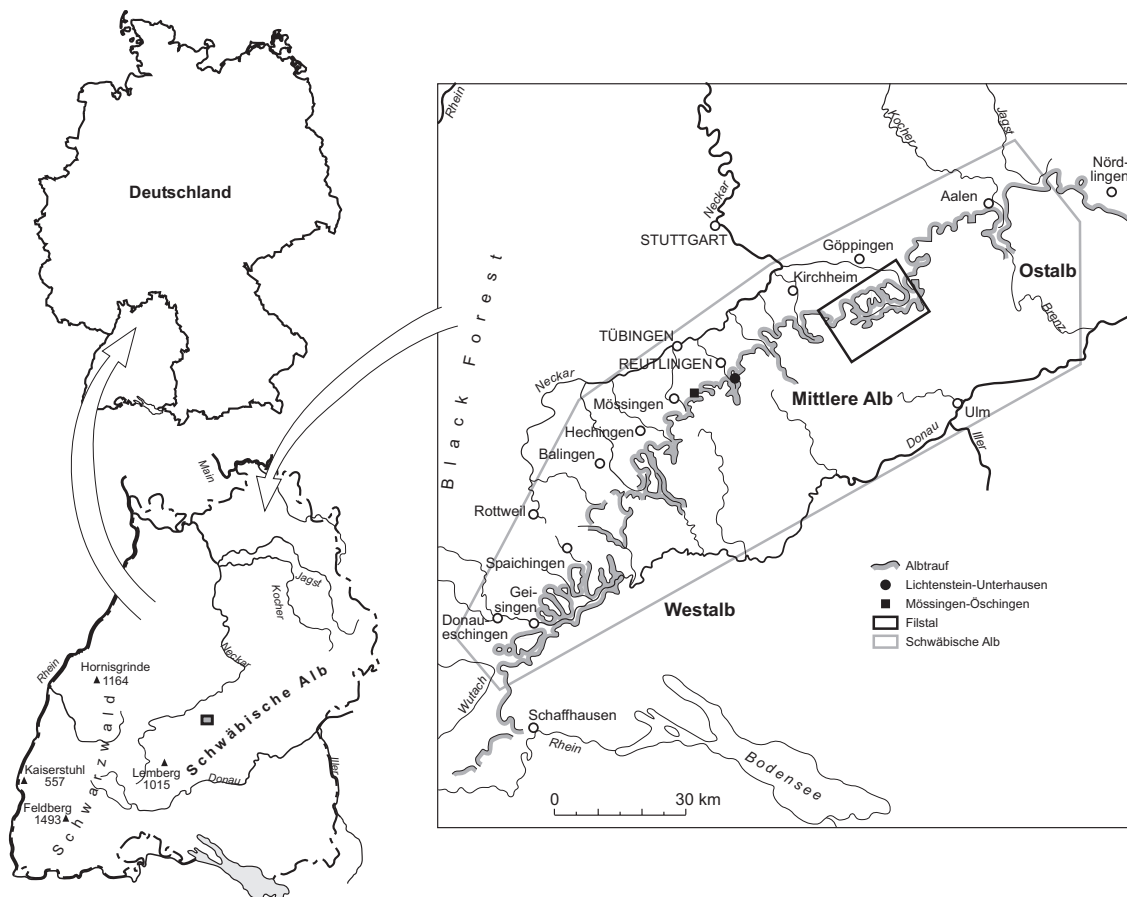 Deutschland
Main
Jagst
Kocher
Neckar
Rhein
Hornisgrinde
1164
Schwarzwald
Schwäbische Alb
Kaiserstuhl
557
Lemberg
1015
Donau
Iller
Feldberg
1493
Rhein
Kocher
Jagst
Nörd-
lingen
Aalen
Neckar
STUTTGART
Göppingen
Kirchheim
Ostalb
Brenz
Black Forest
TÜBINGEN
REUTLINGEN
Neckar
Mössingen
Mittlere Alb
Ulm
Hechingen
Donau
Iller
Balingen
Rottweil
Spaichingen
Gei-
singen
Donau-
eschingen
Westalb
Wutach
Schaffhausen
Rhein
Bodensee
0 30 km
Albtrauf
Lichtenstein-Unterhausen
Mössingen-Öschingen
Filstal
Schwäbische Alb